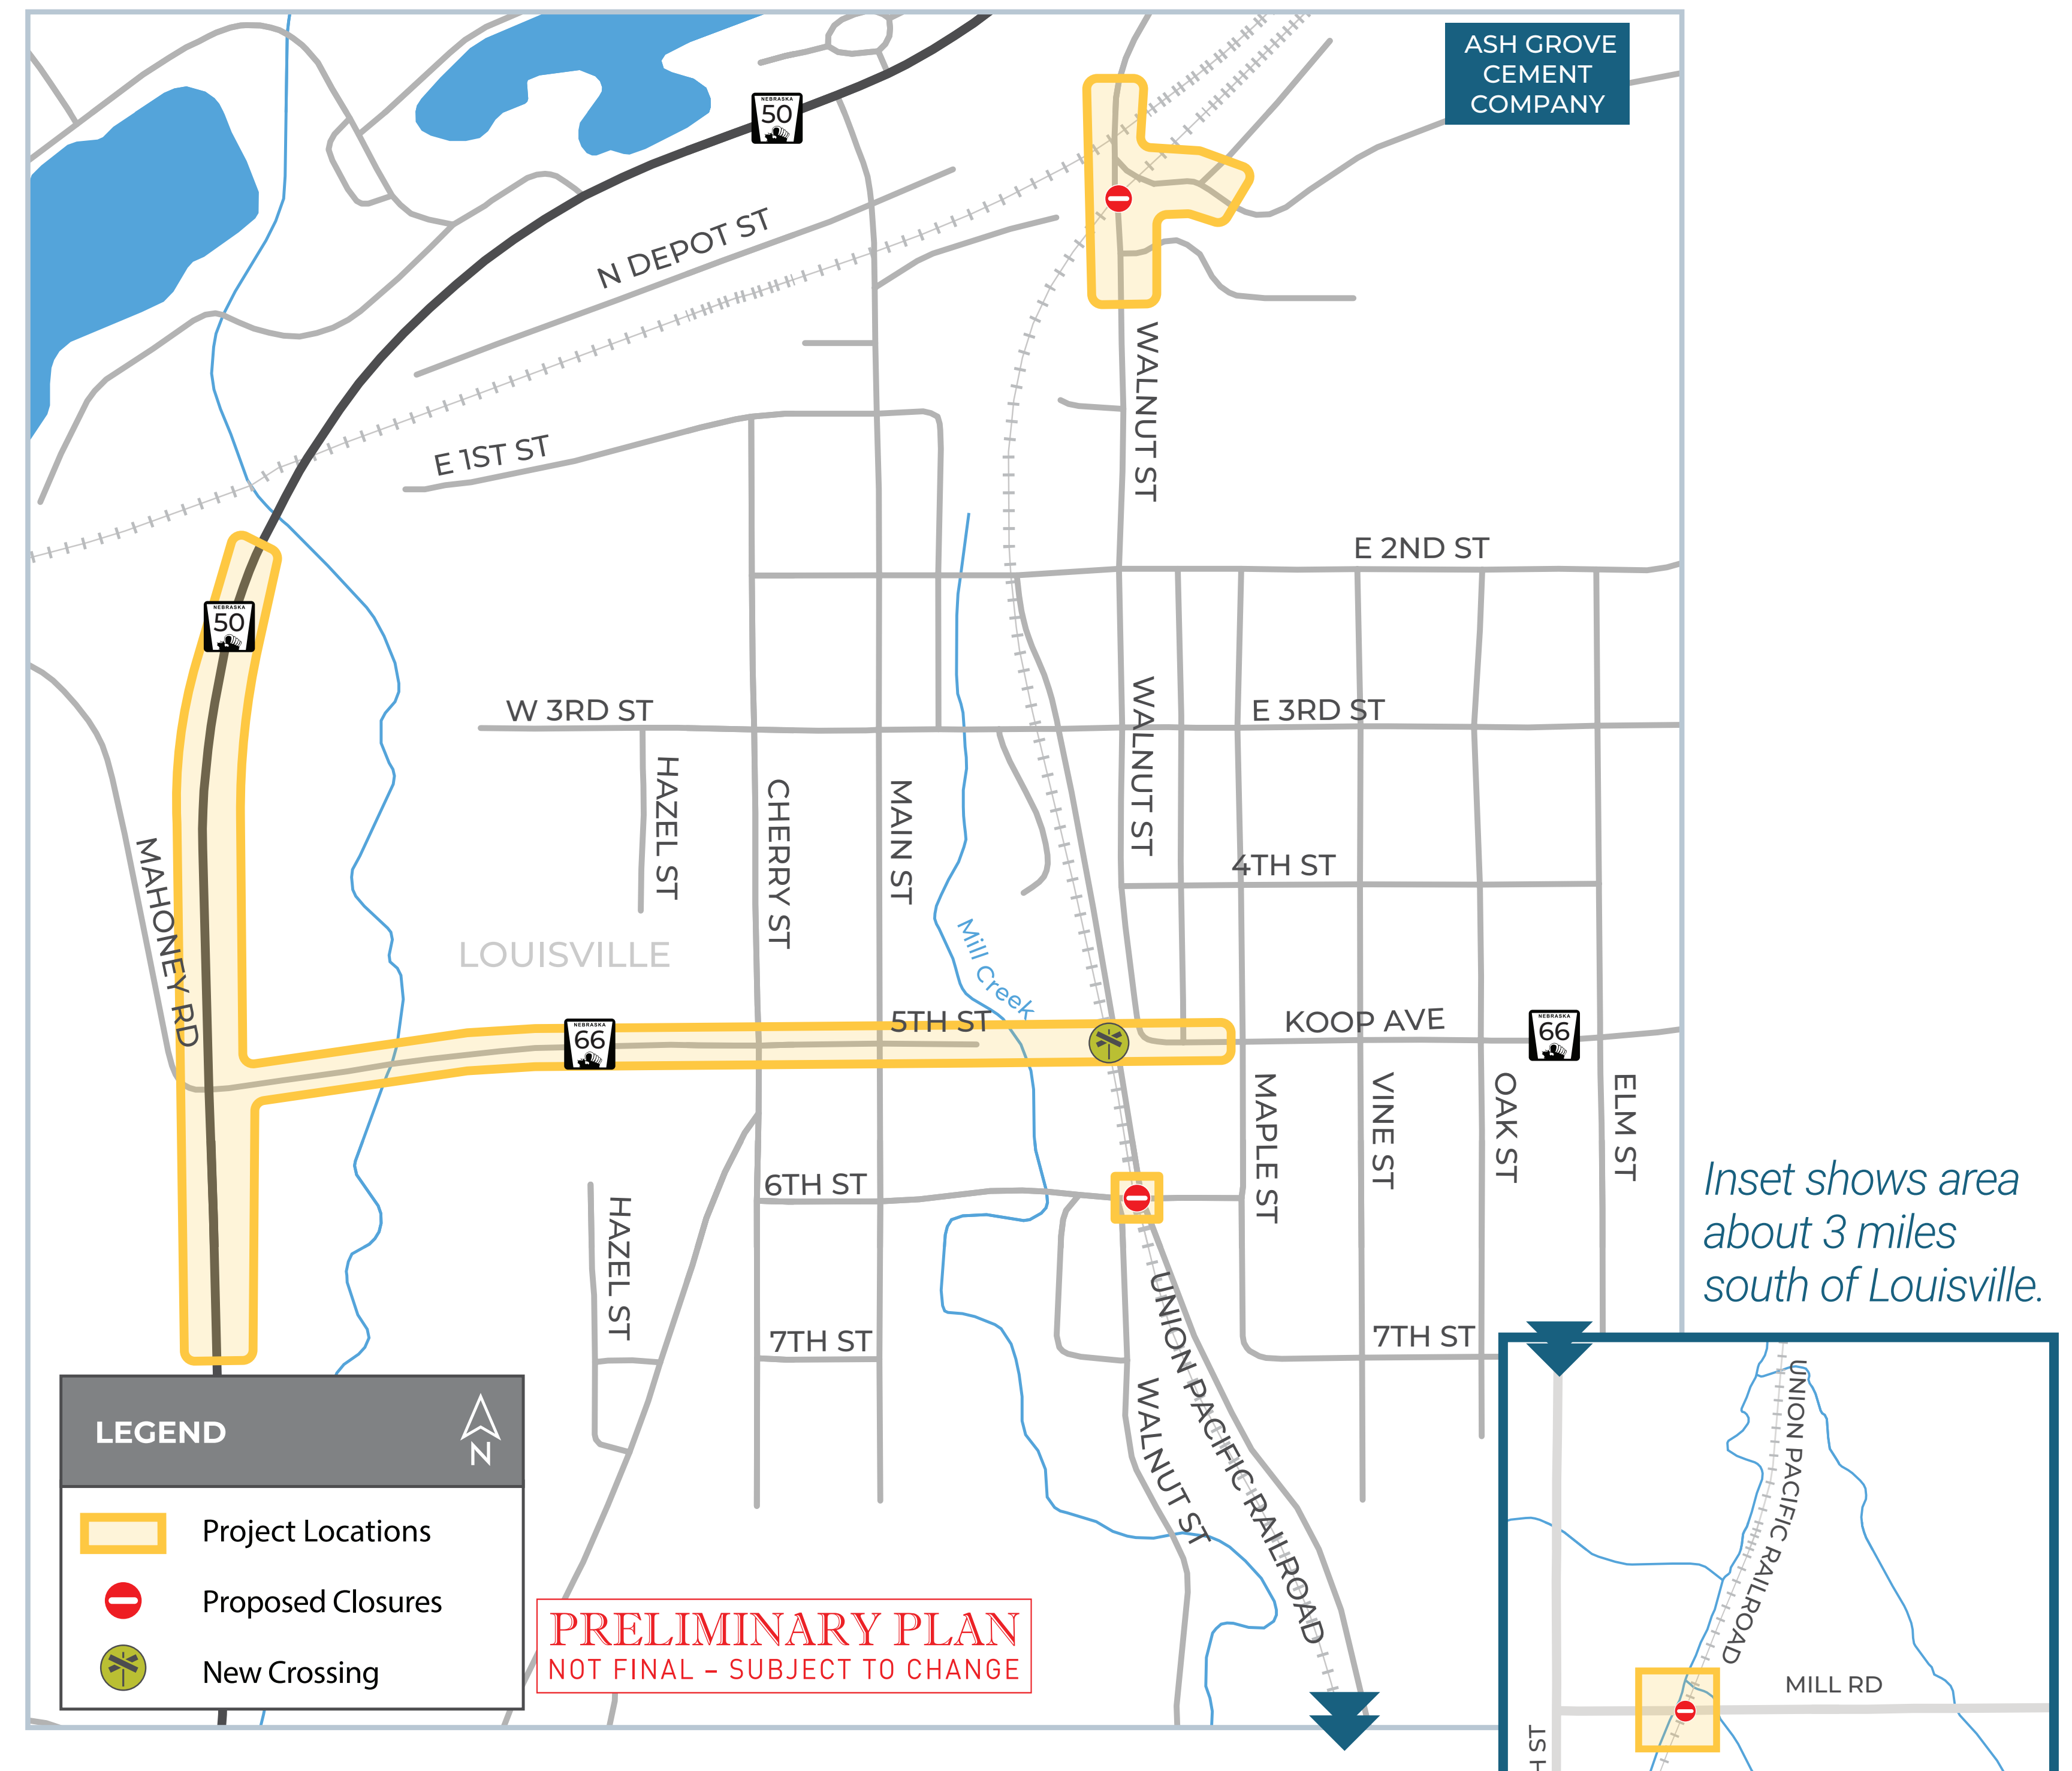 ASH GROVE
CEMENT
COMPANY
NEBRASKA
50
N DEPOT ST
WALNUT ST
E 1ST ST
E 2ND ST
NEBRASKA
50
W 3RD ST
E 3RD ST
WALNUT ST
HAZEL ST
CHERRY ST
MAIN ST
4TH ST
MAHONEY RD
LOUISVILLE
Mill Creek
5TH ST
KOOP AVE
NEBRASKA
66
NEBRASKA
66
MAPLE ST
VINE ST
OAK ST
ELM ST
6TH ST
HAZEL ST
7TH ST
7TH ST
UNION PACIFIC RAILROAD
WALNUT ST
Inset shows area
about 3 miles
south of Louisville.
LEGEND
N
Project Locations
Proposed Closures
New Crossing
PRELIMINARY PLAN
NOT FINAL – SUBJECT TO CHANGE
UNION PACIFIC RAILROAD
MILL RD